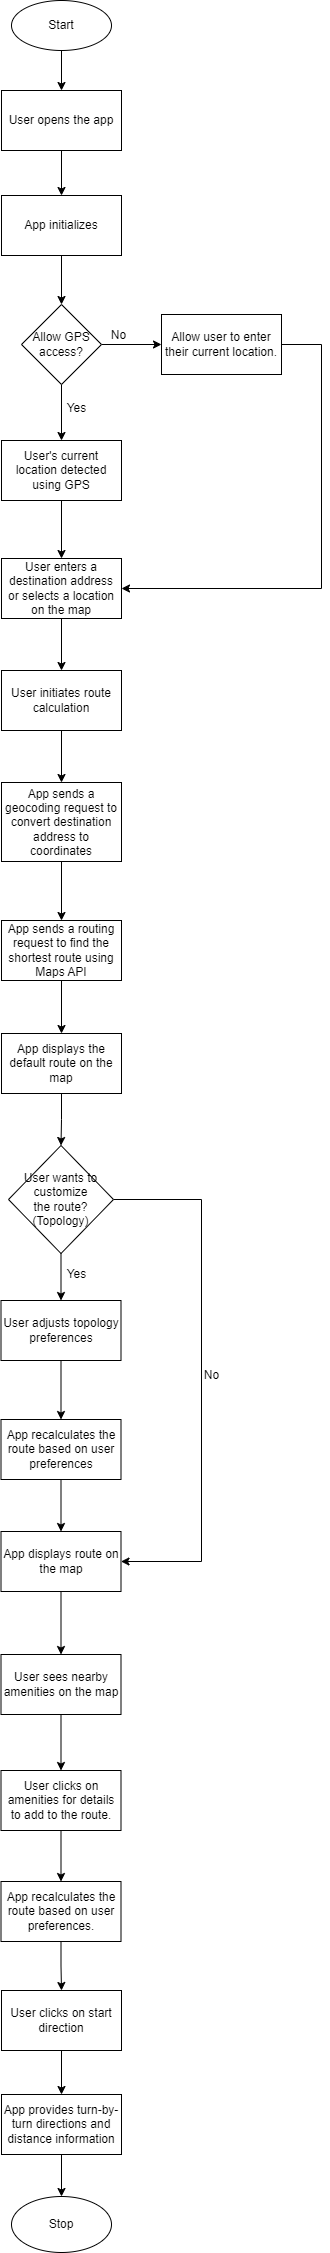 Start
User opens the app
App initializes
Allow GPS
access?
No
Allow user to enter
their current location.
Yes
User's current
location detected
using GPS
User enters a
destination address
or selects a location
on the map
User initiates route
calculation
App sends a
geocoding request to
convert destination
address to
coordinates
App sends a routing
request to find the
shortest route using
Maps API
App displays the
default route on the
map
User wants to
customize
the route?
(Topology)
Yes
User adjusts topology
preferences
No
App recalculates the
route based on user
preferences
App displays route on
the map
User sees nearby
amenities on the map
User clicks on
amenities for details
to add to the route.
App recalculates the
route based on user
preferences.
User clicks on start
direction
App provides turn-by-
turn directions and
distance information
Stop